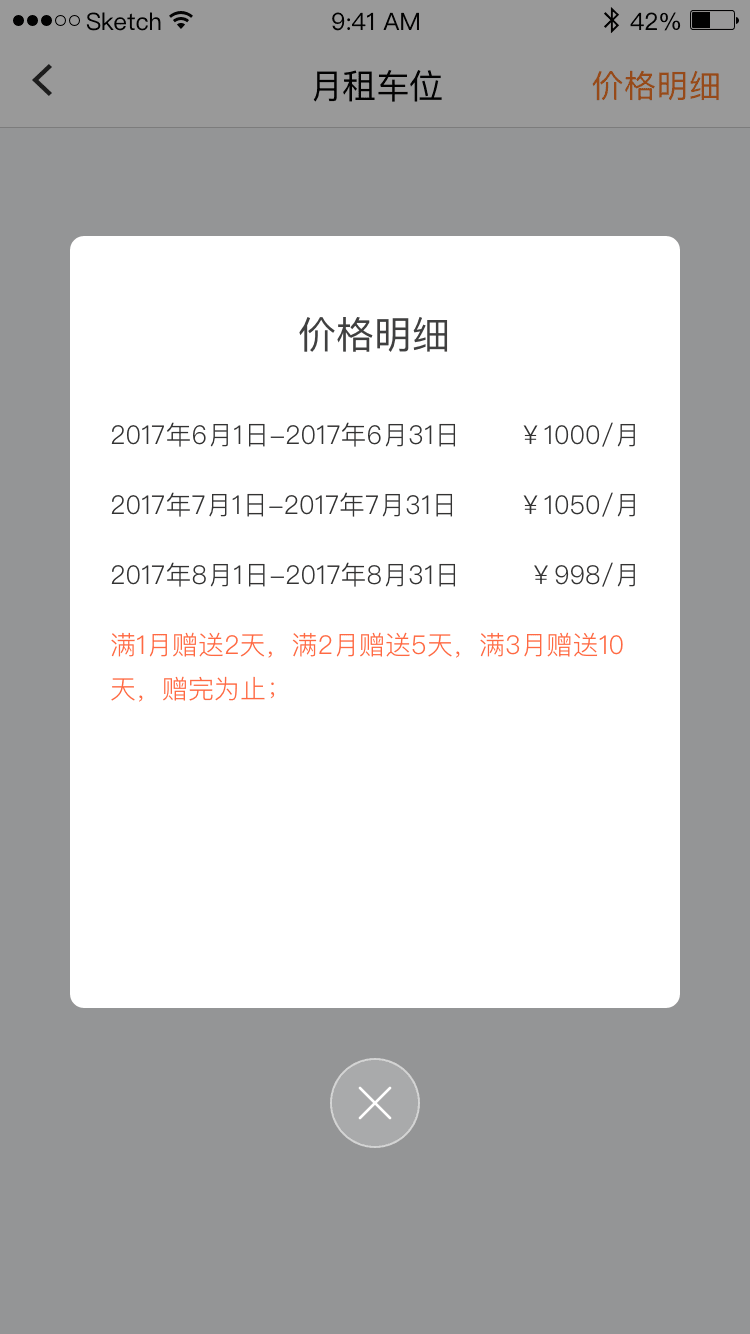 Sketch 9:41 AM 42%
月租车位 价格明细
价格明细
2017年6月1日–2017年6月31日 ¥1000/月
2017年7月1日–2017年7月31日 ¥1050/月
2017年8月1日–2017年8月31日 ¥998/月
满1月赠送2天，满2月赠送5天，满3月赠送10
天，赠完为止；